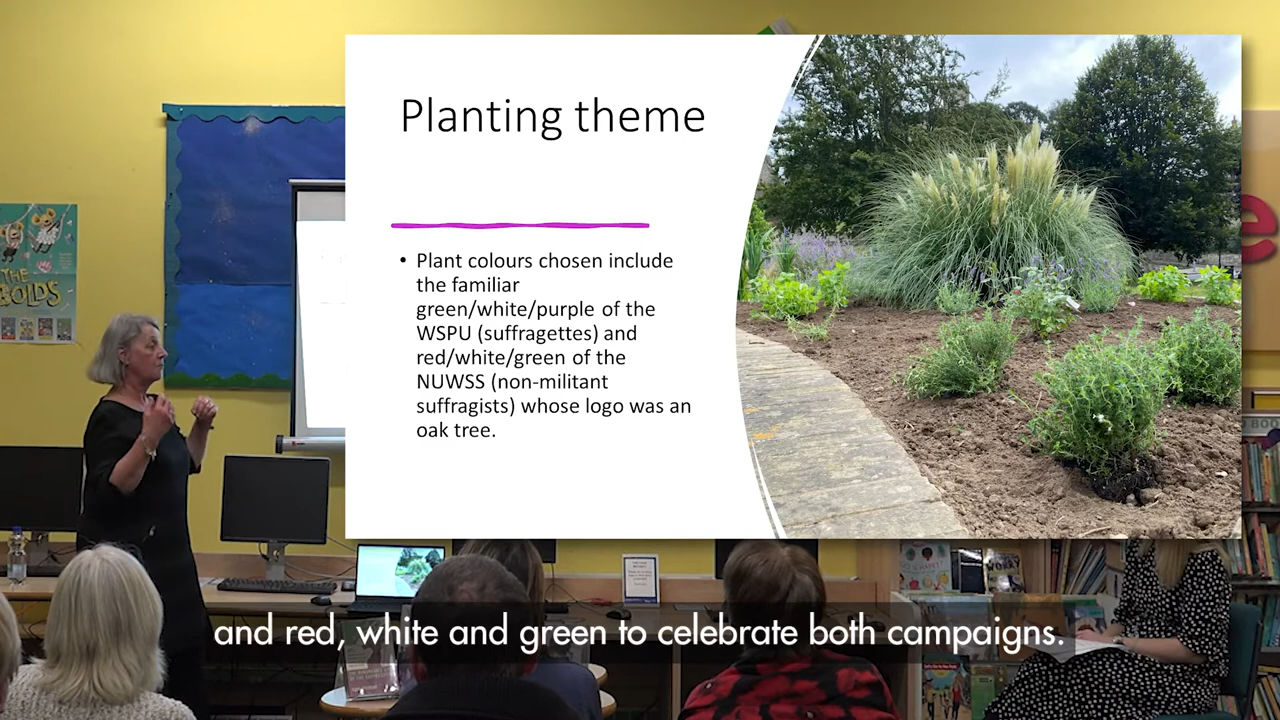 Planting theme
• Plant colours chosen include
the familiar
green/white/purple of the
WSPU (suffragettes) and
red/white/green of the
NUWSS (non-militant
suffragists) whose logo was an
oak tree.
THE
BOLDS
e
and red, white and green to celebrate both campaigns.